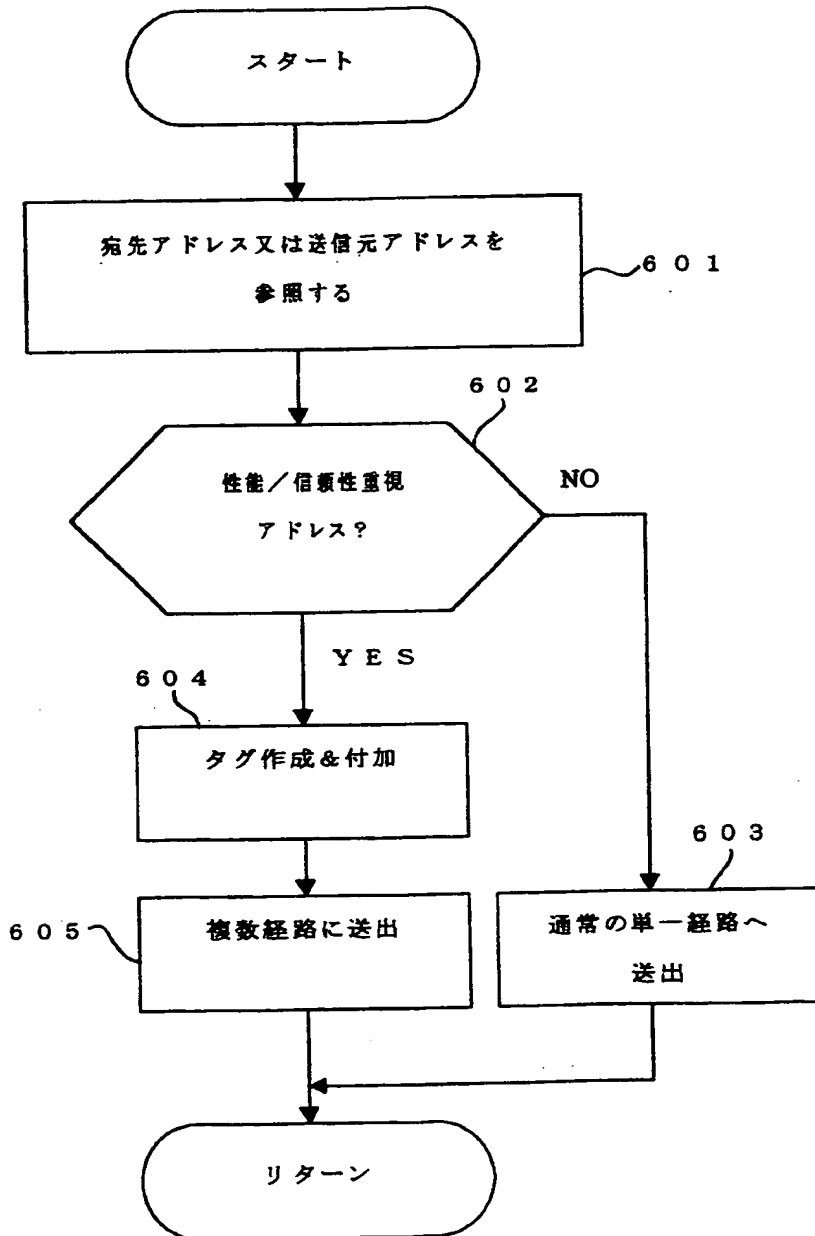 スタート
宛先アドレス又は送信元アドレスを
参照する
601
602
性能／信頼性重視
アドレス？
NO
YES
604
タグ作成＆付加
603
605
複数経路に送出
通常の単一経路へ
送出
リターン